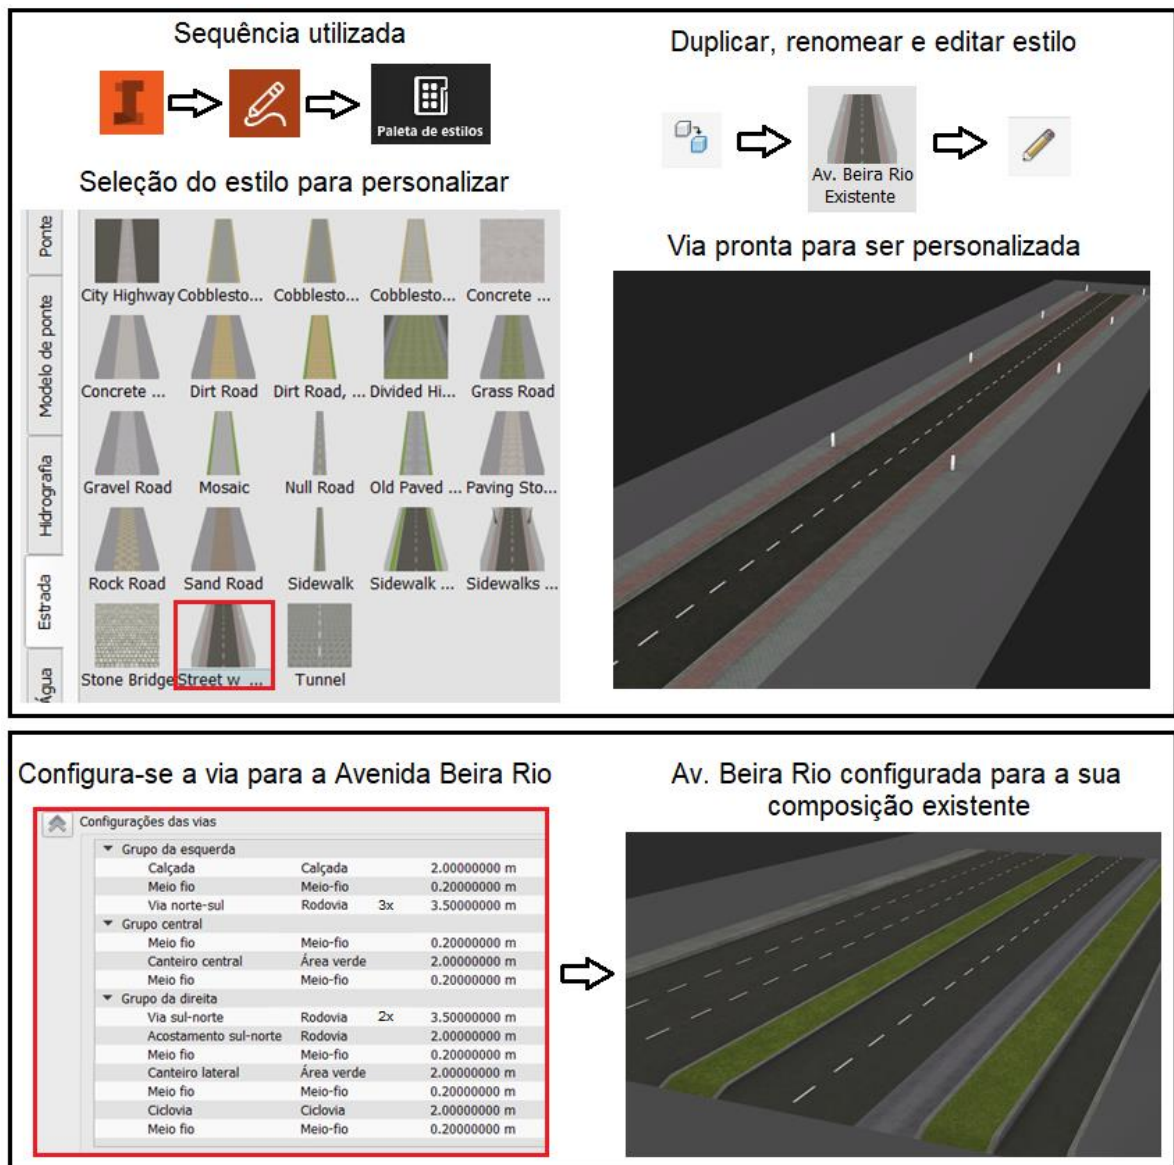 Sequência utilizada
Paleta de estilos
Seleção do estilo para personalizar
Ponte
Modelo de ponte
Hidrografia
Estrada
Água
City Highway Cobblesto... Cobblesto... Cobblesto... Concrete ...
Concrete ... Dirt Road Dirt Road, ... Divided Hi... Grass Road
Gravel Road Mosaic Null Road Old Paved ... Paving Sto...
Rock Road Sand Road Sidewalk Sidewalk ... Sidewalks ...
Stone Bridge Street w ... Tunnel
Duplicar, renomear e editar estilo
Av. Beira Rio
Existente
Via pronta para ser personalizada
Configura-se a via para a Avenida Beira Rio
Configurações das vias
Grupo da esquerda
Calçada Calçada 2.00000000 m
Meio fio Meio-fio 0.20000000 m
Via norte-sul Rodovia 3x 3.50000000 m
Grupo central
Meio fio Meio-fio 0.20000000 m
Canteiro central Área verde 2.00000000 m
Meio fio Meio-fio 0.20000000 m
Grupo da direita
Via sul-norte Rodovia 2x 3.50000000 m
Acostamento sul-norte Rodovia 2.00000000 m
Meio fio Meio-fio 0.20000000 m
Canteiro lateral Área verde 2.00000000 m
Meio fio Meio-fio 0.20000000 m
Ciclovia Ciclovia 2.00000000 m
Meio fio Meio-fio 0.20000000 m
Av. Beira Rio configurada para a sua
composição existente